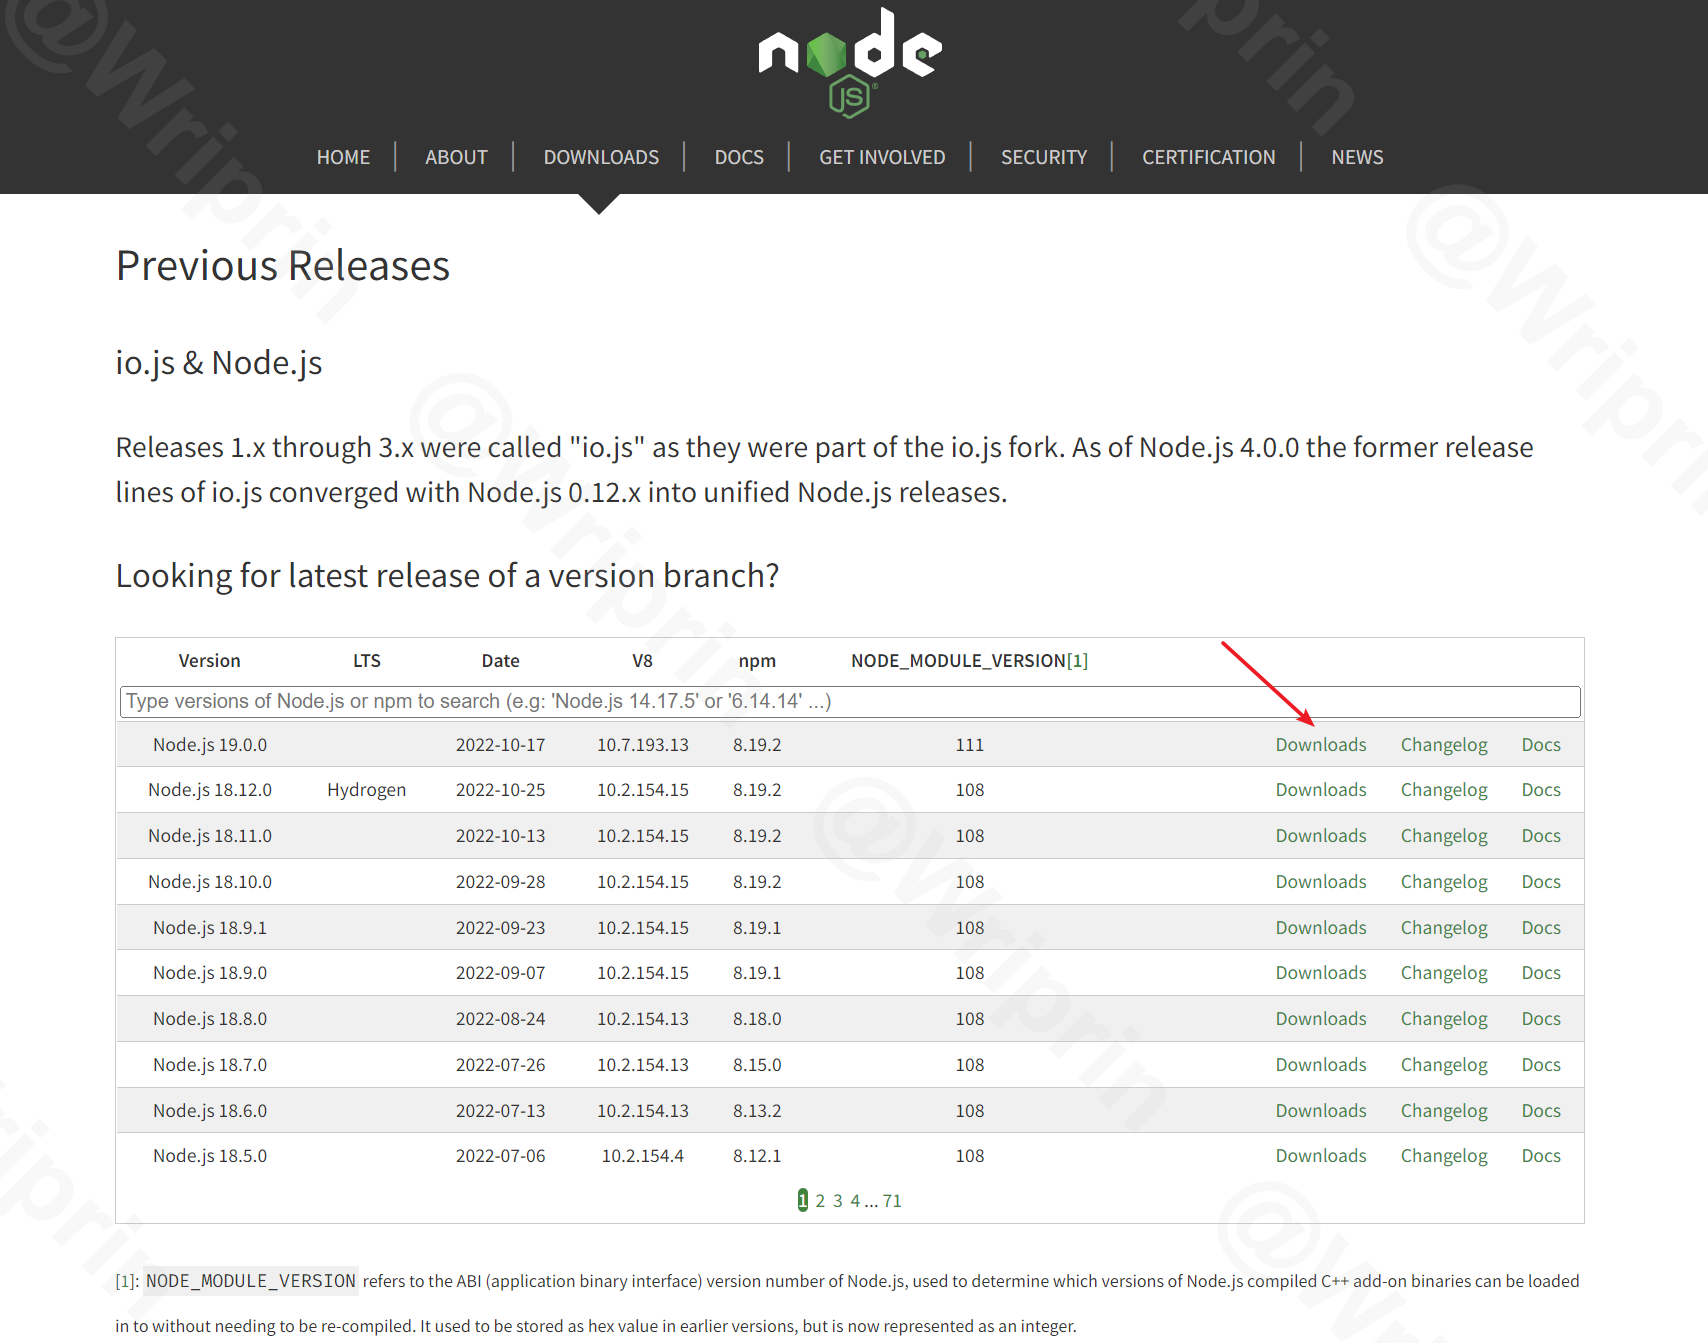 node
JS®
HOME | ABOUT | DOWNLOADS | DOCS | GET INVOLVED | SECURITY | CERTIFICATION | NEWS
Previous Releases
io.js & Node.js
Releases 1.x through 3.x were called "io.js" as they were part of the io.js fork. As of Node.js 4.0.0 the former release
lines of io.js converged with Node.js 0.12.x into unified Node.js releases.
Looking for latest release of a version branch?
Version LTS Date V8 npm NODE_MODULE_VERSION[1]
Type versions of Node.js or npm to search (e.g: 'Node.js 14.17.5' or '6.14.14' ...)
Node.js 19.0.0 2022-10-17 10.7.193.13 8.19.2 111 Downloads Changelog Docs
Node.js 18.12.0 Hydrogen 2022-10-25 10.2.154.15 8.19.2 108 Downloads Changelog Docs
Node.js 18.11.0 2022-10-13 10.2.154.15 8.19.2 108 Downloads Changelog Docs
Node.js 18.10.0 2022-09-28 10.2.154.15 8.19.2 108 Downloads Changelog Docs
Node.js 18.9.1 2022-09-23 10.2.154.15 8.19.1 108 Downloads Changelog Docs
Node.js 18.9.0 2022-09-07 10.2.154.15 8.19.1 108 Downloads Changelog Docs
Node.js 18.8.0 2022-08-24 10.2.154.13 8.18.0 108 Downloads Changelog Docs
Node.js 18.7.0 2022-07-26 10.2.154.13 8.15.0 108 Downloads Changelog Docs
Node.js 18.6.0 2022-07-13 10.2.154.13 8.13.2 108 Downloads Changelog Docs
Node.js 18.5.0 2022-07-06 10.2.154.4 8.12.1 108 Downloads Changelog Docs
1 2 3 4 ... 71
[1]: NODE_MODULE_VERSION refers to the ABI (application binary interface) version number of Node.js, used to determine which versions of Node.js compiled C++ add-on binaries can be loaded
in to without needing to be re-compiled. It used to be stored as hex value in earlier versions, but is now represented as an integer.
@Wriprin
@Wriprin
@Wriprin
@Wriprin